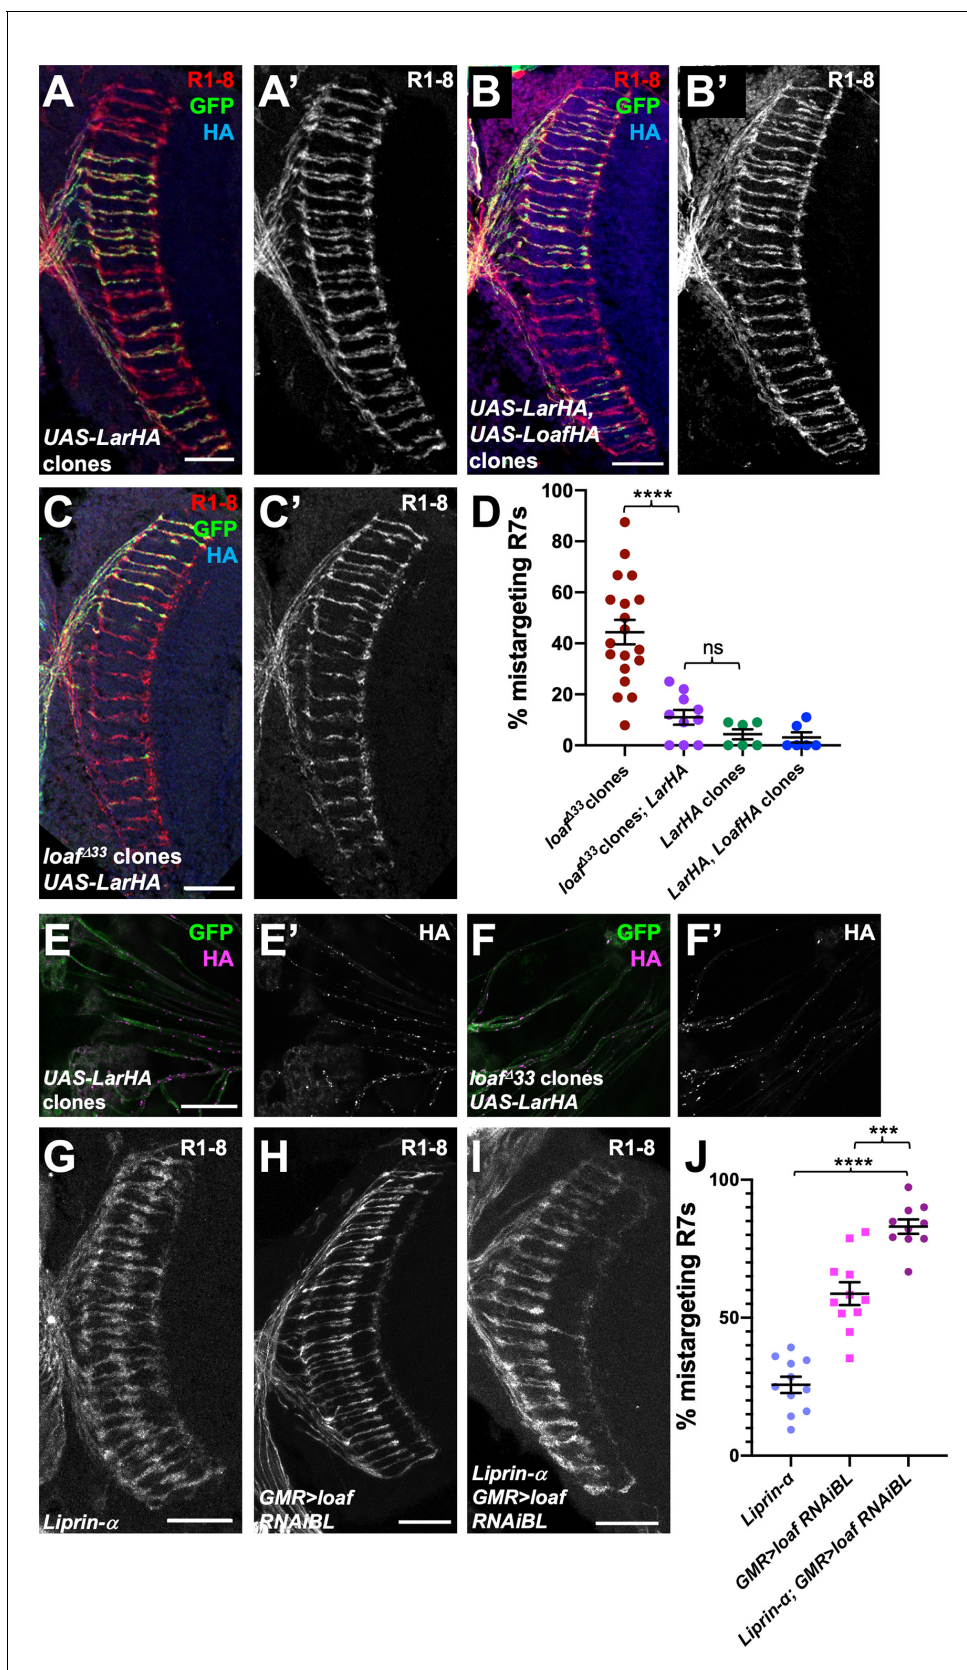 A
R1-8
GFP
HA
UAS-LarHA
clones
A’
R1-8
B
R1-8
GFP
HA
UAS-LarHA,
UAS-LoafHA
clones
B’
R1-8
C
R1-8
GFP
HA
loafΔ33 clones
UAS-LarHA
C’
R1-8
D
% mistargeting R7s
100
80
60
40
20
0
****
ns
loafΔ33 clones
loafΔ33 clones; LarHA
LarHA clones
LarHA, LoafHA clones
E
GFP
HA
UAS-LarHA
clones
E’
HA
F
GFP
HA
loafΔ33 clones
UAS-LarHA
F’
HA
G
R1-8
Liprin-α
H
R1-8
GMR>loaf
RNAiBL
I
R1-8
Liprin-α
GMR>loaf
RNAiBL
J
% mistargeting R7s
100
50
0
***
****
Liprin-α
GMR>loaf RNAiBL
Liprin-α; GMR>loaf RNAiBL